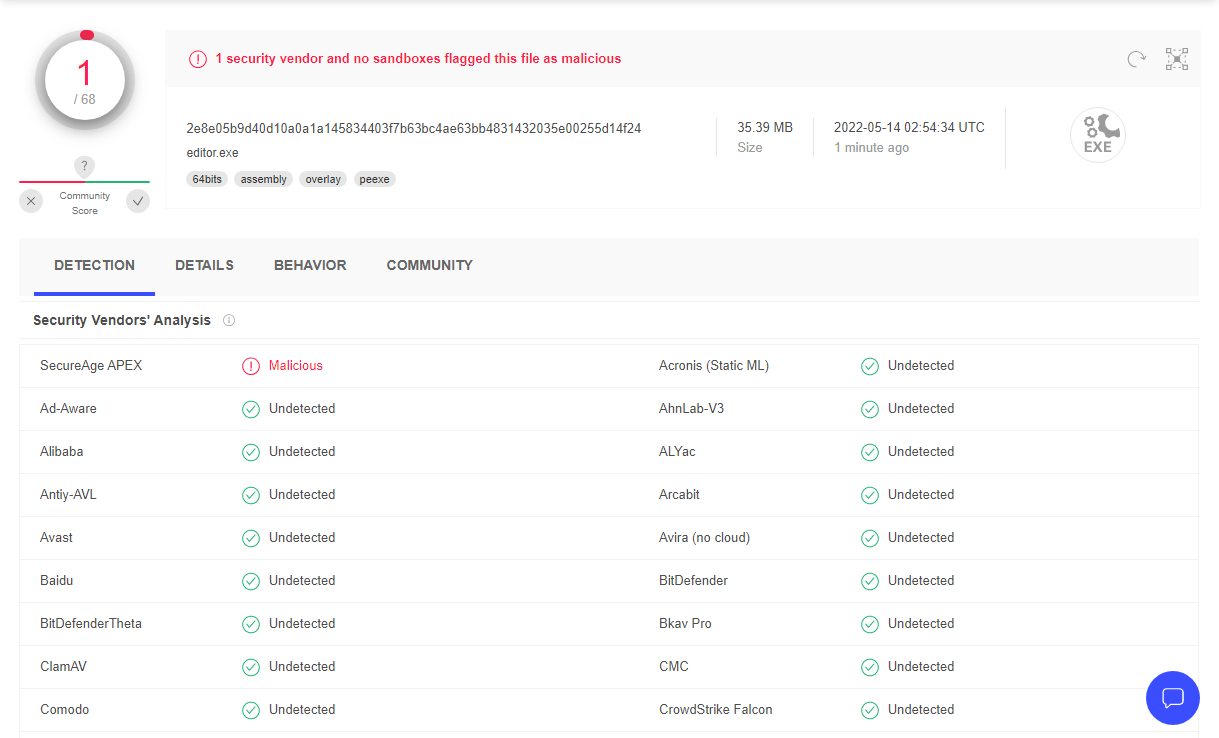 1
/ 68
?
Community
Score
1 security vendor and no sandboxes flagged this file as malicious
2e8e05b9d40d10a0a1a145834403f7b63bc4ae63bb4831432035e00255d14f24
editor.exe
64bits assembly overlay peexe
35.39 MB
Size
2022-05-14 02:54:34 UTC
1 minute ago
EXE
DETECTION DETAILS BEHAVIOR COMMUNITY
Security Vendors' Analysis
SecureAge APEX Malicious Acronis (Static ML) Undetected
Ad-Aware Undetected AhnLab-V3 Undetected
Alibaba Undetected ALYac Undetected
Antiy-AVL Undetected Arcabit Undetected
Avast Undetected Avira (no cloud) Undetected
Baidu Undetected BitDefender Undetected
BitDefenderTheta Undetected Bkav Pro Undetected
ClamAV Undetected CMC Undetected
Comodo Undetected CrowdStrike Falcon Undetected